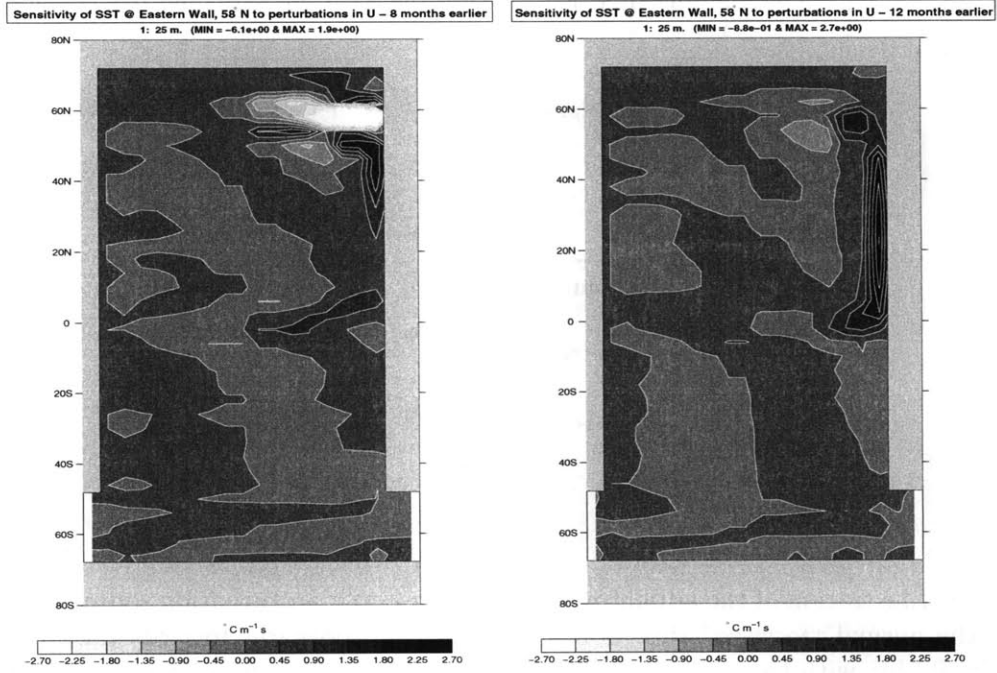 Sensitivity of SST @ Eastern Wall, 58° N to perturbations in U – 8 months earlier
1: 25 m. (MIN = –6.1e+00 & MAX = 1.9e+00)
80N
60N
40N
20N
0
20S
40S
60S
80S
° C m⁻¹ s
-2.70 -2.25 -1.80 -1.35 -0.90 -0.45 0.00 0.45 0.90 1.35 1.80 2.25 2.70
Sensitivity of SST @ Eastern Wall, 58° N to perturbations in U – 12 months earlier
1: 25 m. (MIN = –8.8e–01 & MAX = 2.7e+00)
80N
60N
40N
20N
0
20S
40S
60S
80S
° C m⁻¹ s
-2.70 -2.25 -1.80 -1.35 -0.90 -0.45 0.00 0.45 0.90 1.35 1.80 2.25 2.70